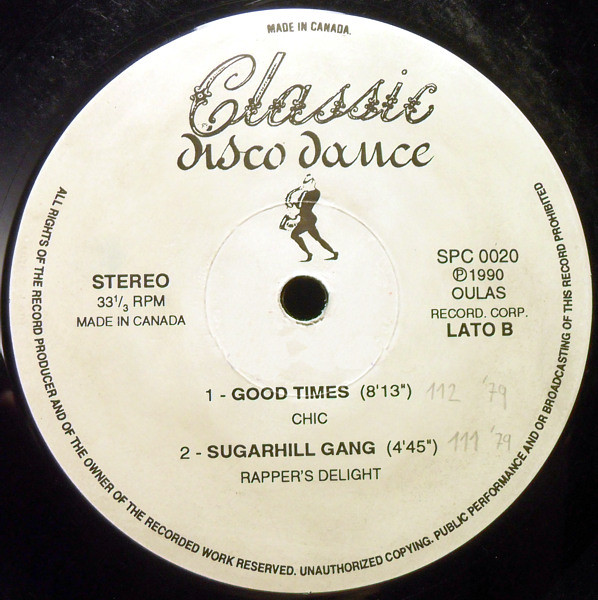 MADE IN CANADA.
Classic
disco dance
STEREO
33 1/3 RPM
MADE IN CANADA
SPC 0020
℗1990
OULAS
RECORD. CORP.
LATO B
1 - GOOD TIMES (8'13") 112 '79
CHIC
2 - SUGARHILL GANG (4'45") 111 '79
RAPPER'S DELIGHT
ALL RIGHTS OF THE RECORD PRODUCER AND OF THE OWNER OF THE RECORDED WORK RESERVED. UNAUTHORIZED COPYING. PUBLIC PERFORMANCE AND OR BROADCASTING OF THIS RECORD PROHIBITED